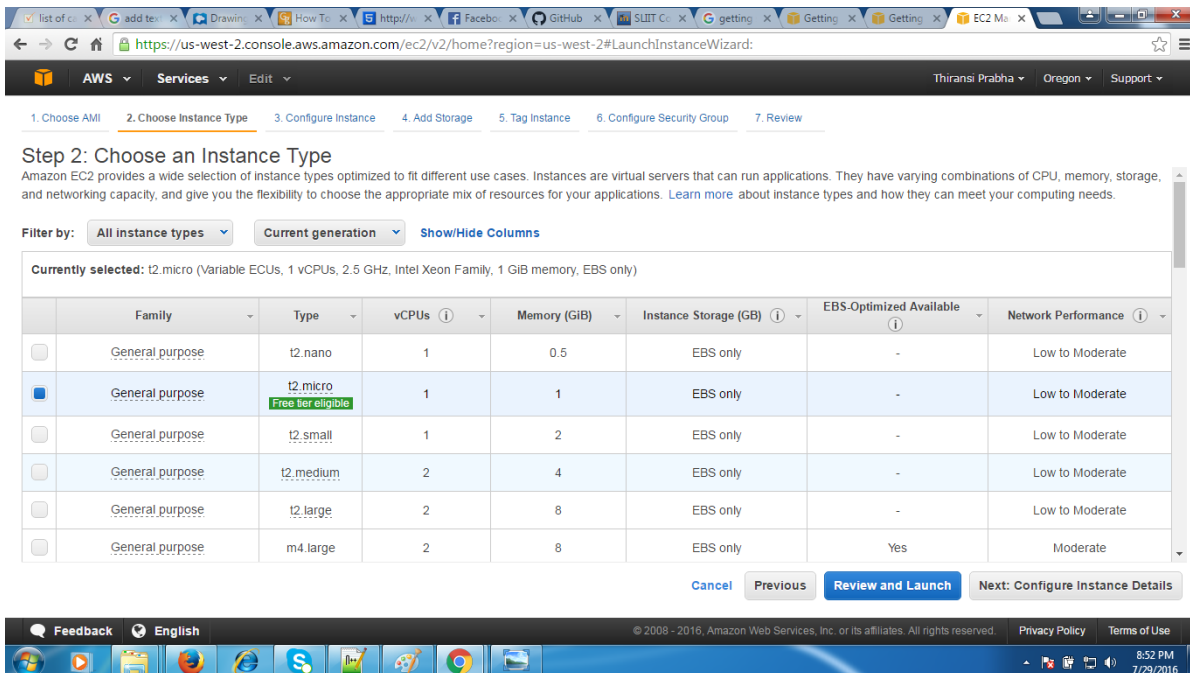 list of ca
add tex
Drawing
How To
http://w
Faceboo
GitHub
SLIIT Co
getting
Getting
Getting
EC2 Ma
https://us-west-2.console.aws.amazon.com/ec2/v2/home?region=us-west-2#LaunchInstanceWizard:
AWS Services Edit Thiransi Prabha Oregon Support
1. Choose AMI 2. Choose Instance Type 3. Configure Instance 4. Add Storage 5. Tag Instance 6. Configure Security Group 7. Review
Step 2: Choose an Instance Type
Amazon EC2 provides a wide selection of instance types optimized to fit different use cases. Instances are virtual servers that can run applications. They have varying combinations of CPU, memory, storage,
and networking capacity, and give you the flexibility to choose the appropriate mix of resources for your applications. Learn more about instance types and how they can meet your computing needs.
Filter by: All instance types Current generation Show/Hide Columns
Currently selected: t2.micro (Variable ECUs, 1 vCPUs, 2.5 GHz, Intel Xeon Family, 1 GiB memory, EBS only)
Family Type vCPUs Memory (GiB) Instance Storage (GB) EBS-Optimized Available Network Performance
General purpose t2.nano 1 0.5 EBS only - Low to Moderate
General purpose t2.micro 1 1 EBS only - Low to Moderate
Free tier eligible
General purpose t2.small 1 2 EBS only - Low to Moderate
General purpose t2.medium 2 4 EBS only - Low to Moderate
General purpose t2.large 2 8 EBS only - Low to Moderate
General purpose m4.large 2 8 EBS only Yes Moderate
Cancel Previous Review and Launch Next: Configure Instance Details
Feedback English © 2008 - 2016, Amazon Web Services, Inc. or its affiliates. All rights reserved. Privacy Policy Terms of Use
8:52 PM
7/29/2016